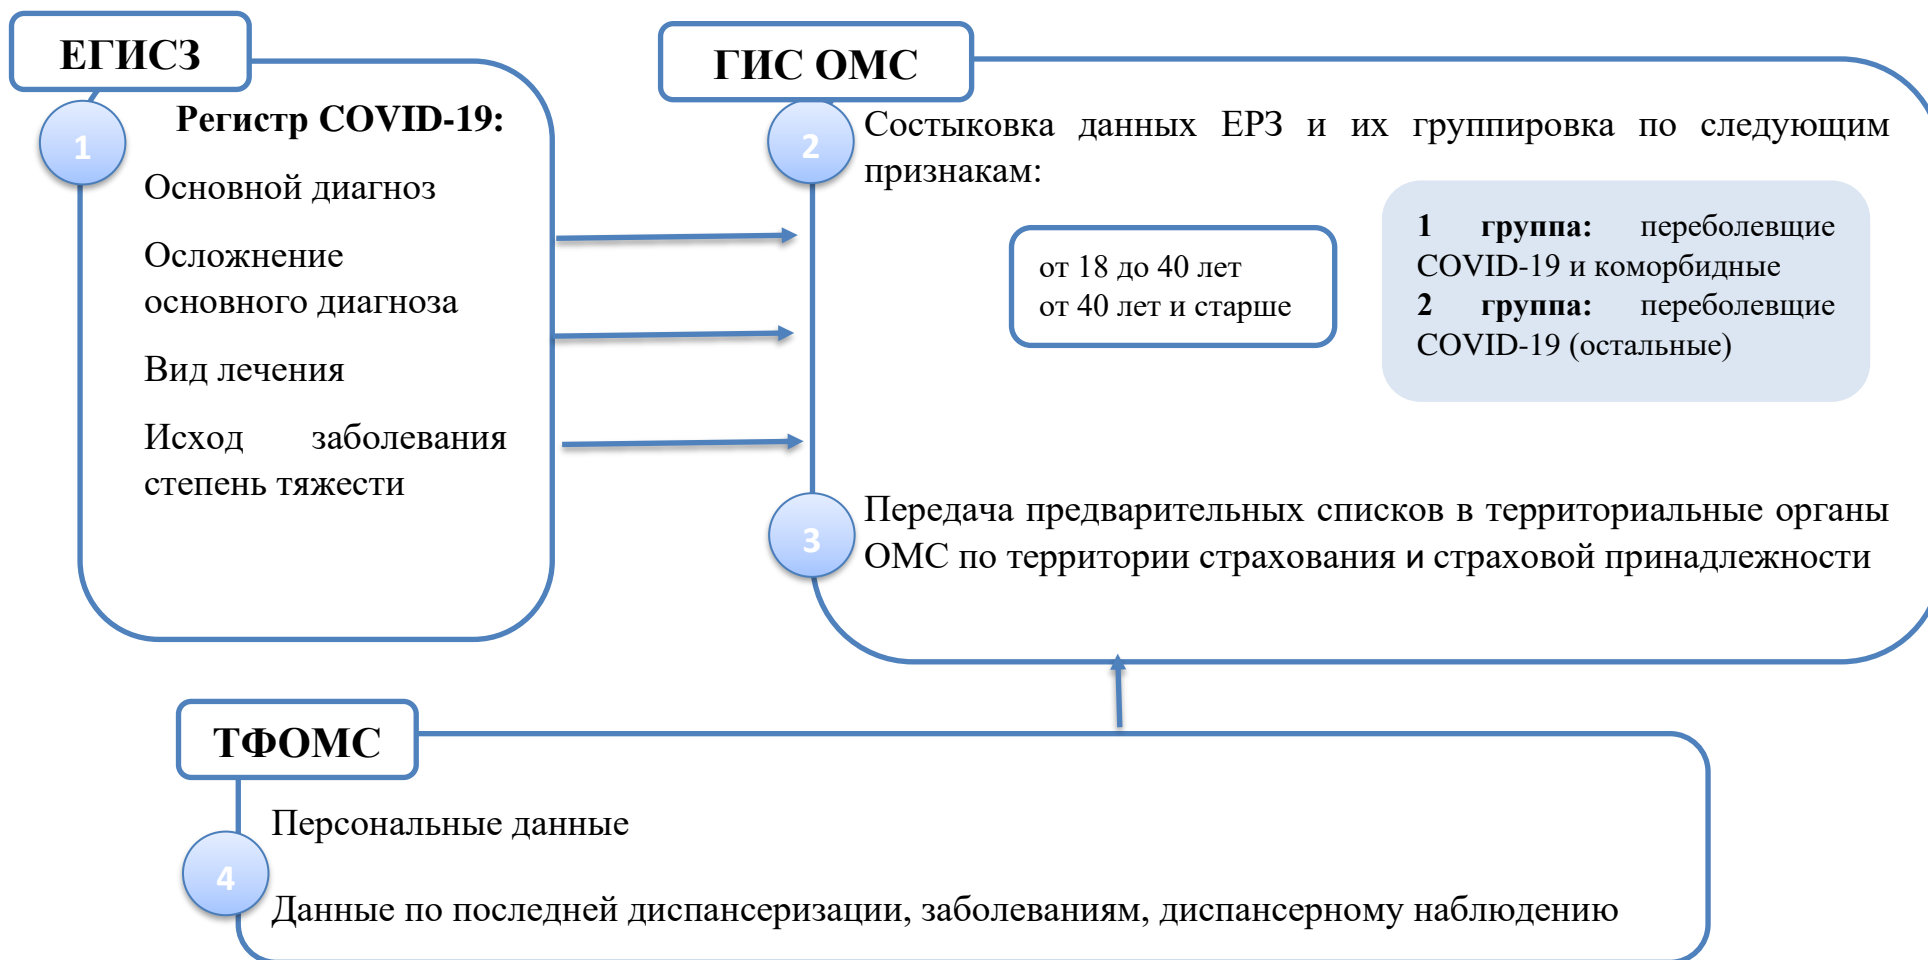 ЕГИСЗ
1
Регистр COVID-19:
Основной диагноз
Осложнение
основного диагноза
Вид лечения
Исход заболевания
степень тяжести
ГИС ОМС
2
Состыковка данных ЕРЗ и их группировка по следующим
признакам:
от 18 до 40 лет
от 40 лет и старше
1 группа: переболевщие
COVID-19 и коморбидные
2 группа: переболевщие
COVID-19 (остальные)
3
Передача предварительных списков в территориальные органы
ОМС по территории страхования и страховой принадлежности
ТФОМС
4
Персональные данные
Данные по последней диспансеризации, заболеваниям, диспансерному наблюдению